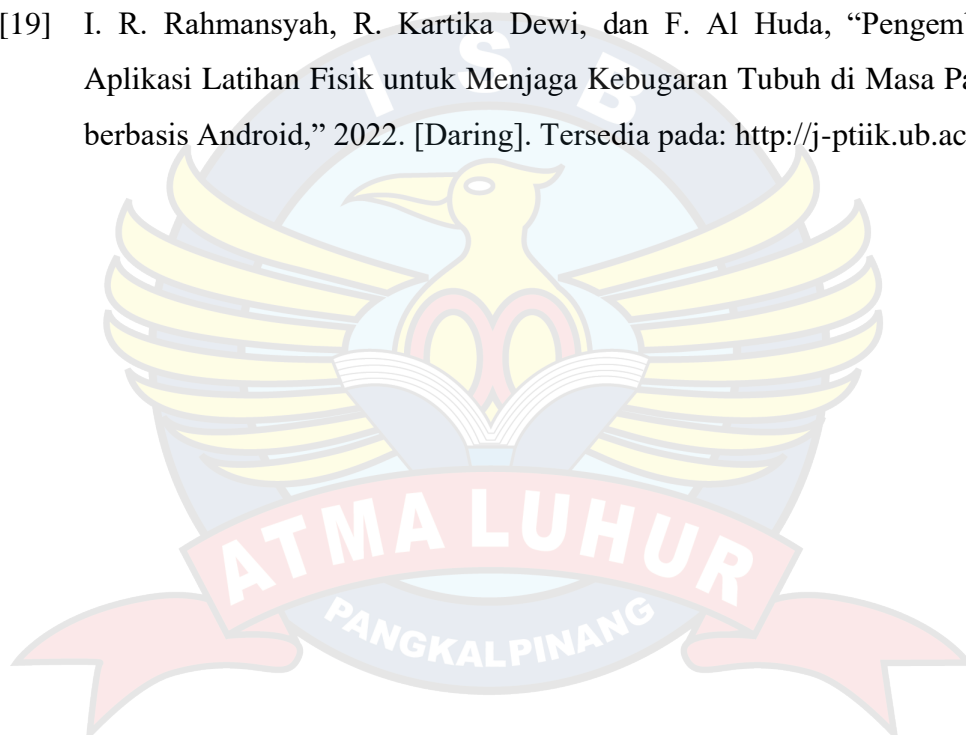 [19] I. R. Rahmansyah, R. Kartika Dewi, dan F. Al Huda, “Pengem
Aplikasi Latihan Fisik untuk Menjaga Kebugaran Tubuh di Masa Pa
berbasis Android,” 2022. [Daring]. Tersedia pada: http://j-ptiik.ub.ac
I S B
ATMA LUHUR
PANGKALPINANG